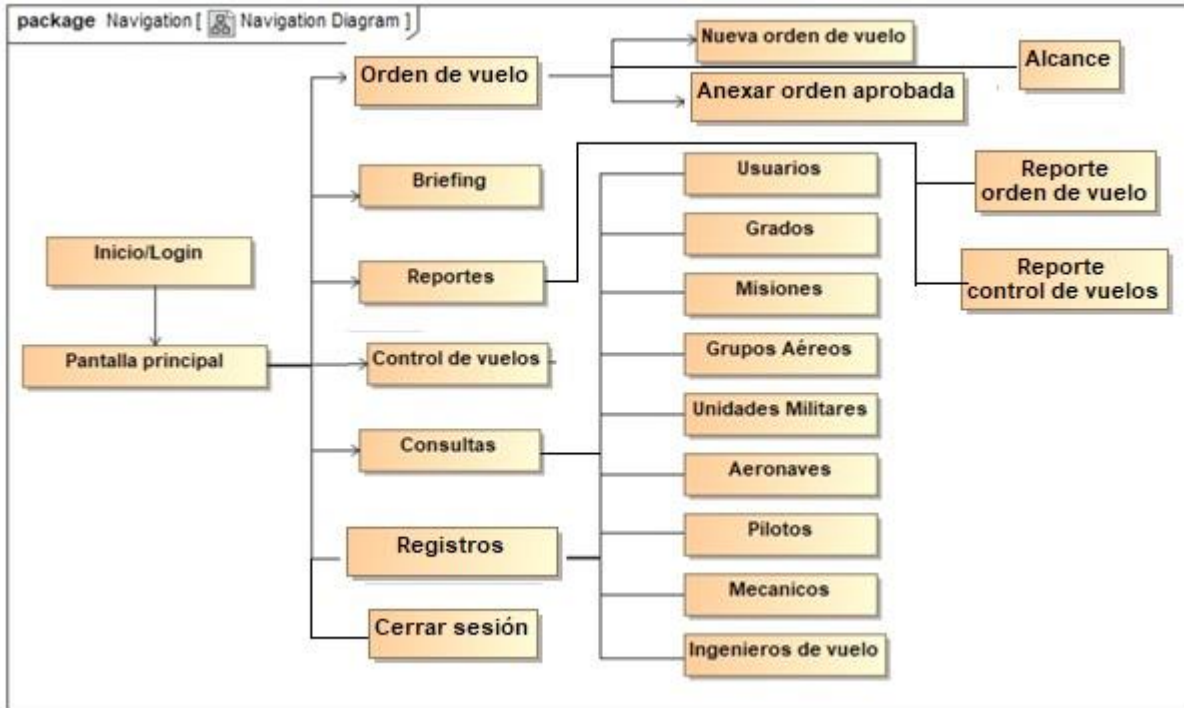 package Navigation [ Navigation Diagram ]
Nueva orden de vuelo
Orden de vuelo
Alcance
Anexar orden aprobada
Briefing
Usuarios
Reporte
orden de vuelo
Grados
Inicio/Login
Reportes
Misiones
Reporte
control de vuelos
Pantalla principal
Control de vuelos
Grupos Aéreos
Unidades Militares
Consultas
Aeronaves
Registros
Pilotos
Mecanicos
Cerrar sesión
Ingenieros de vuelo